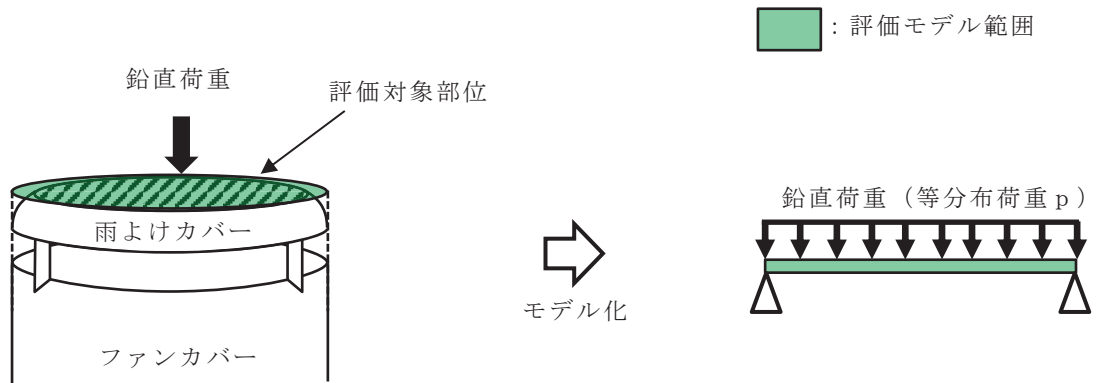 ：評価モデル範囲
鉛直荷重
評価対象部位
鉛直荷重（等分布荷重ｐ）
雨よけカバー
モデル化
ファンカバー